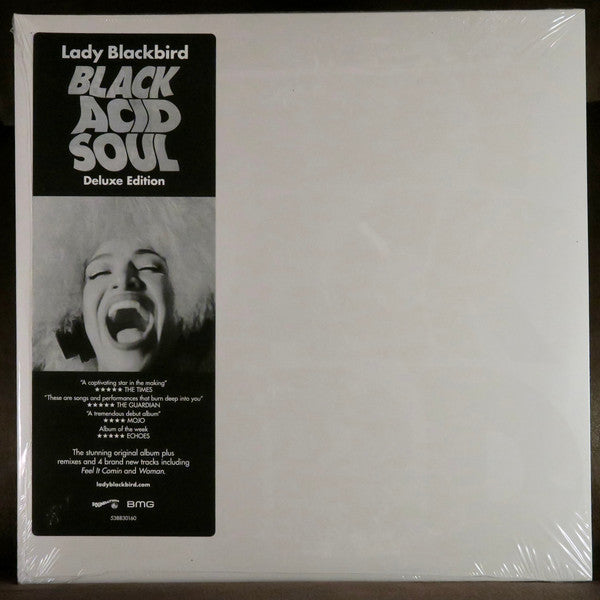 Lady Blackbird
BLACK
ACID
SOUL
Deluxe Edition
"A captivating star in the making"
★★★★★ THE TIMES
"These are songs and performances that burn deep into you"
★★★★★ THE GUARDIAN
"A tremendous debut album"
★★★★ MOJO
Album of the week
★★★★★ ECHOES
The stunning original album plus
remixes and 4 brand new tracks including
Feel It Comin and Woman.
ladyblackbird.com
BMG
538830160